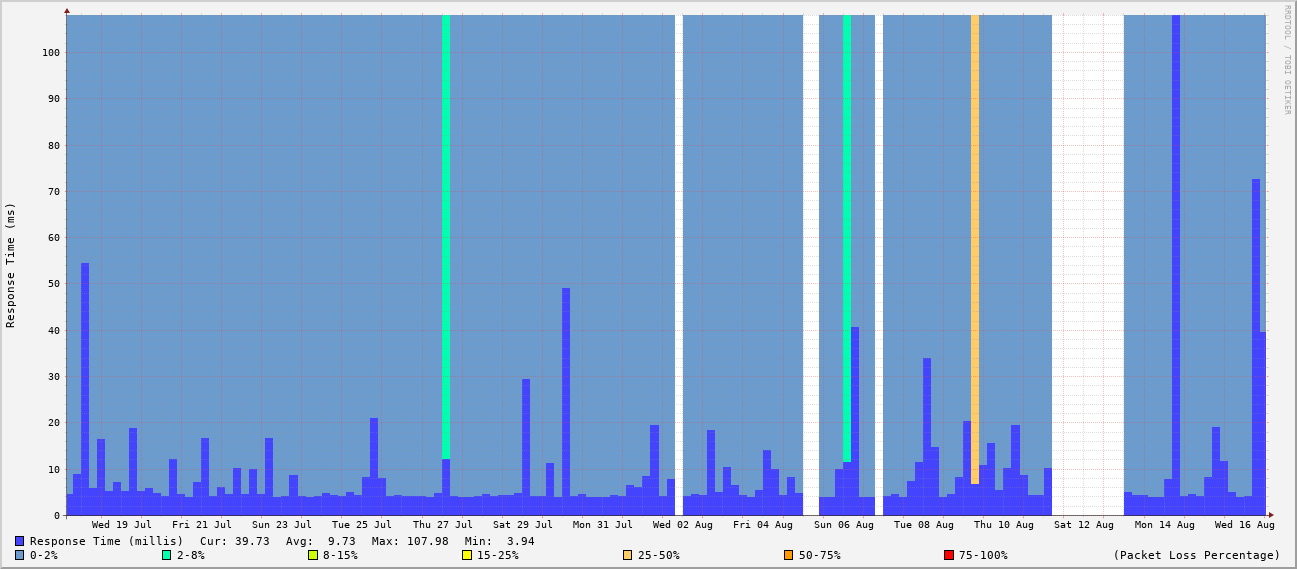 RRDTOOL / TOBI OETIKER
Response Time (ms)
100
90
80
70
60
50
40
30
20
10
0
Wed 19 Jul Fri 21 Jul Sun 23 Jul Tue 25 Jul Thu 27 Jul Sat 29 Jul Mon 31 Jul Wed 02 Aug Fri 04 Aug Sun 06 Aug Tue 08 Aug Thu 10 Aug Sat 12 Aug Mon 14 Aug Wed 16 Aug
Response Time (millis) Cur: 39.73 Avg: 9.73 Max: 107.98 Min: 3.94
0-2% 2-8% 8-15% 15-25% 25-50% 50-75% 75-100% (Packet Loss Percentage)